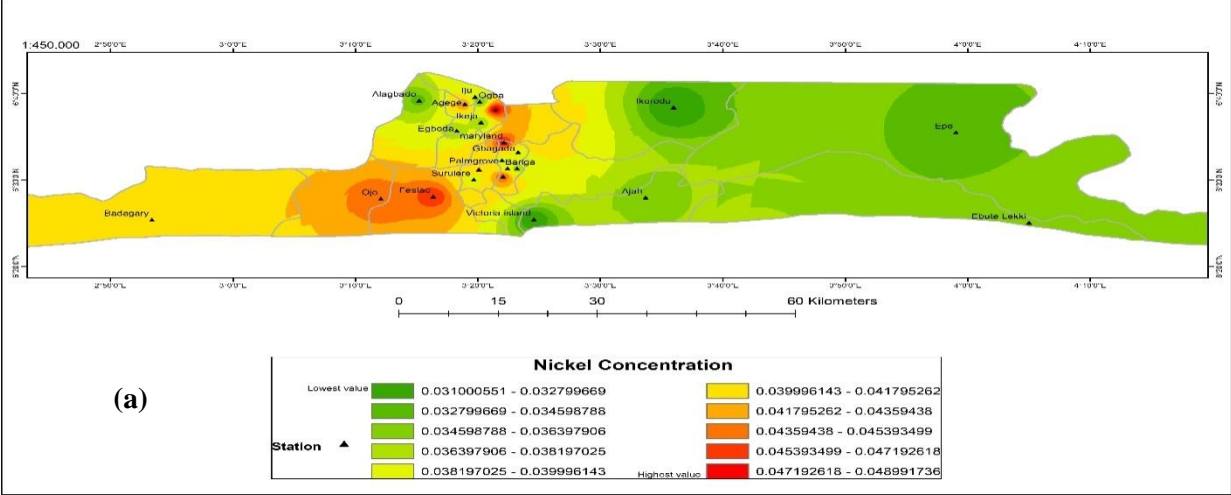 1:450,000
2°50'0"E 3°0'0"E 3°10'0"E 3°20'0"E 3°30'0"E 3°40'0"E 3°50'0"E 4°0'0"E 4°10'0"E
Alagbado
Iju
Ogba
Agege
Ikeja
Egboda
maryland
Gbagada
Palmgrove
Bariga
Surulere
Ikorodu
Epe
Ojo
Festac
Ajah
Badagary
Victoria island
Ebute Lekki
2°50'0"E 3°0'0"E 3°10'0"E 3°20'0"E 3°30'0"E 3°40'0"E 3°50'0"E 4°0'0"E 4°10'0"E
0 15 30 60 Kilometers
Nickel Concentration
Lowest value 0.031000551 - 0.032799669 0.039996143 - 0.041795262
0.032799669 - 0.034598788 0.041795262 - 0.04359438
(a) 0.034598788 - 0.036397906 0.04359438 - 0.045393499
Station 0.036397906 - 0.038197025 0.045393499 - 0.047192618
0.038197025 - 0.039996143 Highest value 0.047192618 - 0.048991736